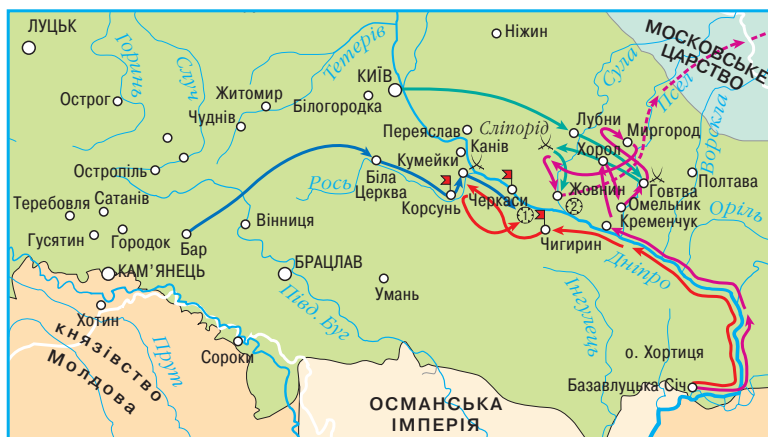 ЛУЦЬК
Горинь
Случ
Тетерів
Ніжин
МОСКОВСЬКЕ
ЦАРСТВО
Острог
Житомир
Чуднів
Білогородка
КИЇВ
Сула
Псел
Ворскла
Переяслав
Сліпорід
Лубни
Миргород
Хорол
Канів
Кумейки
Остропіль
Рось
Біла
Церква
Корсунь
Черкаси
Жовнин
Говтва
Полтава
Омельник
Кременчук
Оріль
Теребовля
Сатанів
Гусятин
Городок
Бар
Вінниця
1
2
Чигирин
Дніпро
КАМ’ЯНЕЦЬ
БРАЦЛАВ
Умань
Півд. Буг
Інгулець
Хотин
князівство
Молдова
Прут
Сороки
о. Хортиця
Базавлуцька Січ
ОСМАНСЬКА
ІМПЕРІЯ